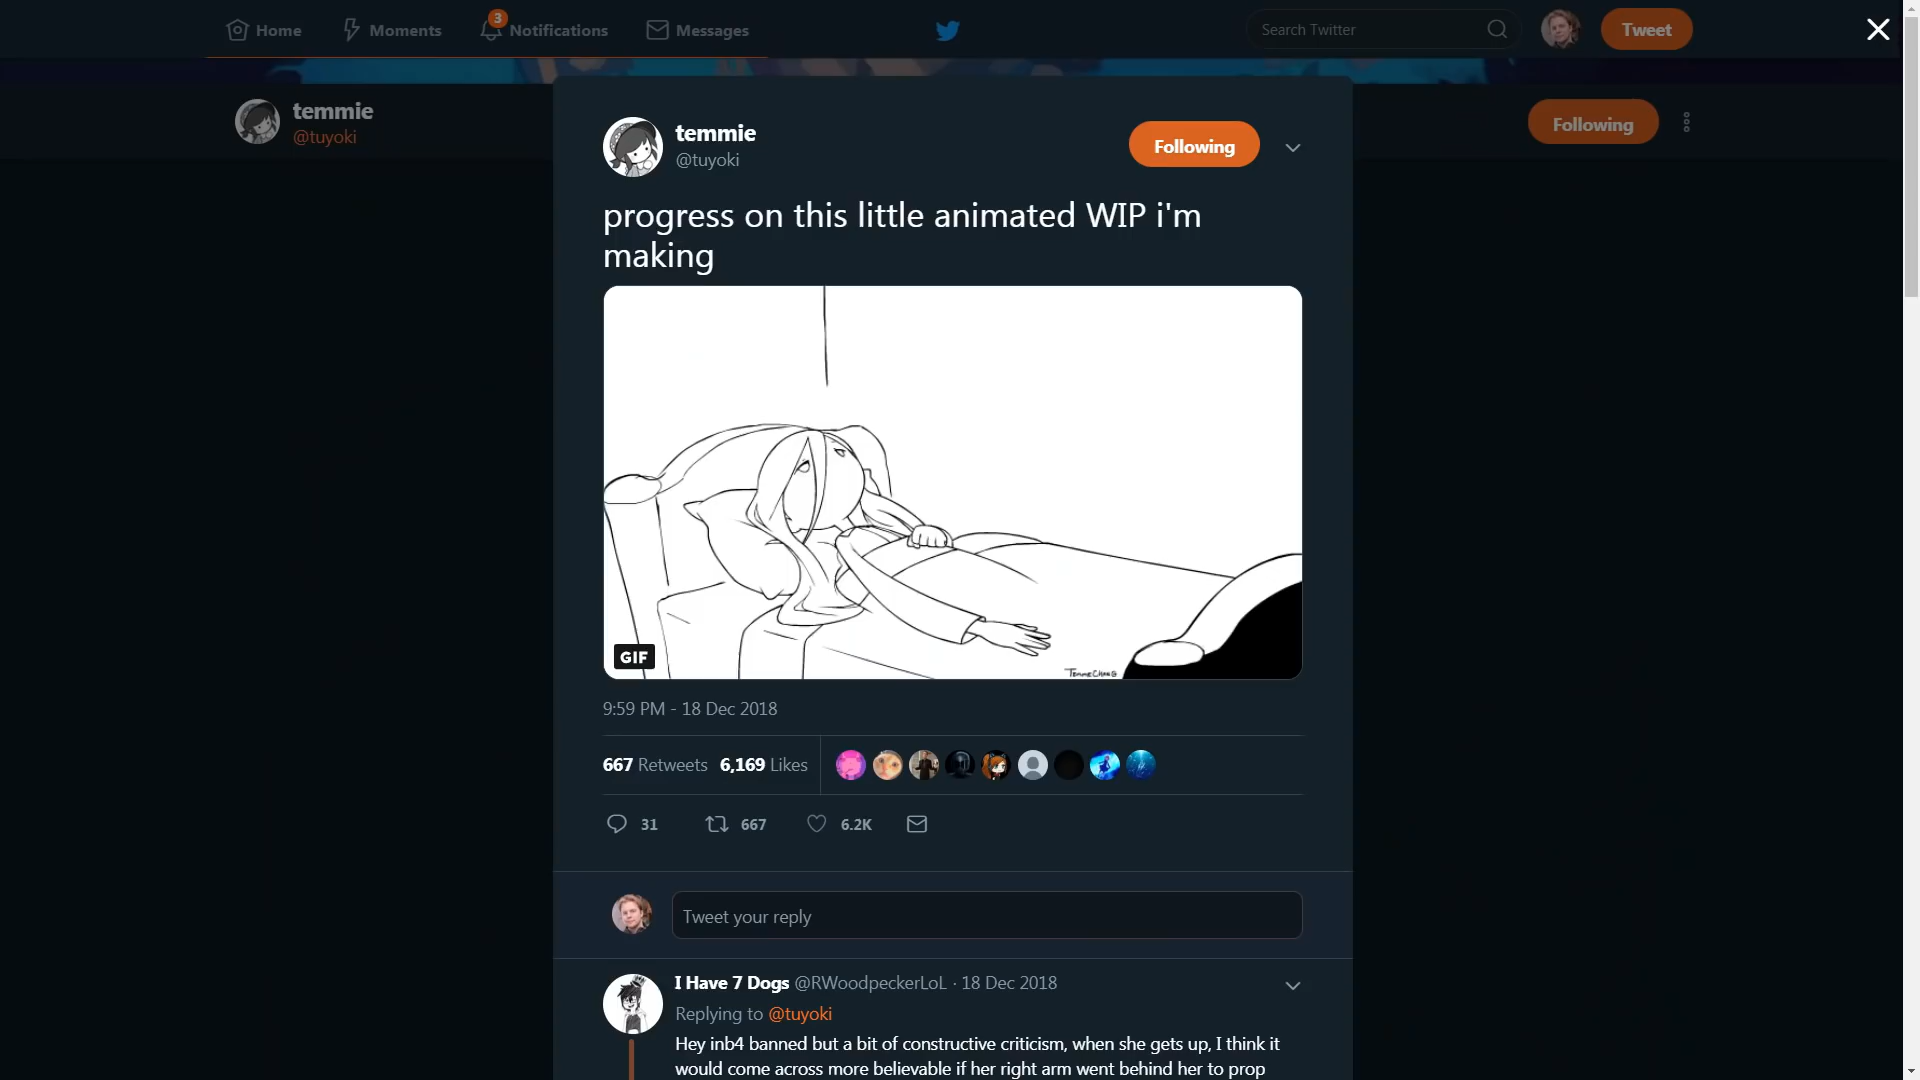 Home
Moments
3
Notifications
Messages
Search Twitter
Tweet
temmie
@tuyoki
Following
temmie
@tuyoki
Following
progress on this little animated WIP i'm
making
GIF
TemmieChang
9:59 PM - 18 Dec 2018
667 Retweets 6,169 Likes
31
667
6.2K
Tweet your reply
I Have 7 Dogs @RWoodpeckerLoL · 18 Dec 2018
Replying to @tuyoki
Hey inb4 banned but a bit of constructive criticism, when she gets up, I think it
would come across more believable if her right arm went behind her to prop